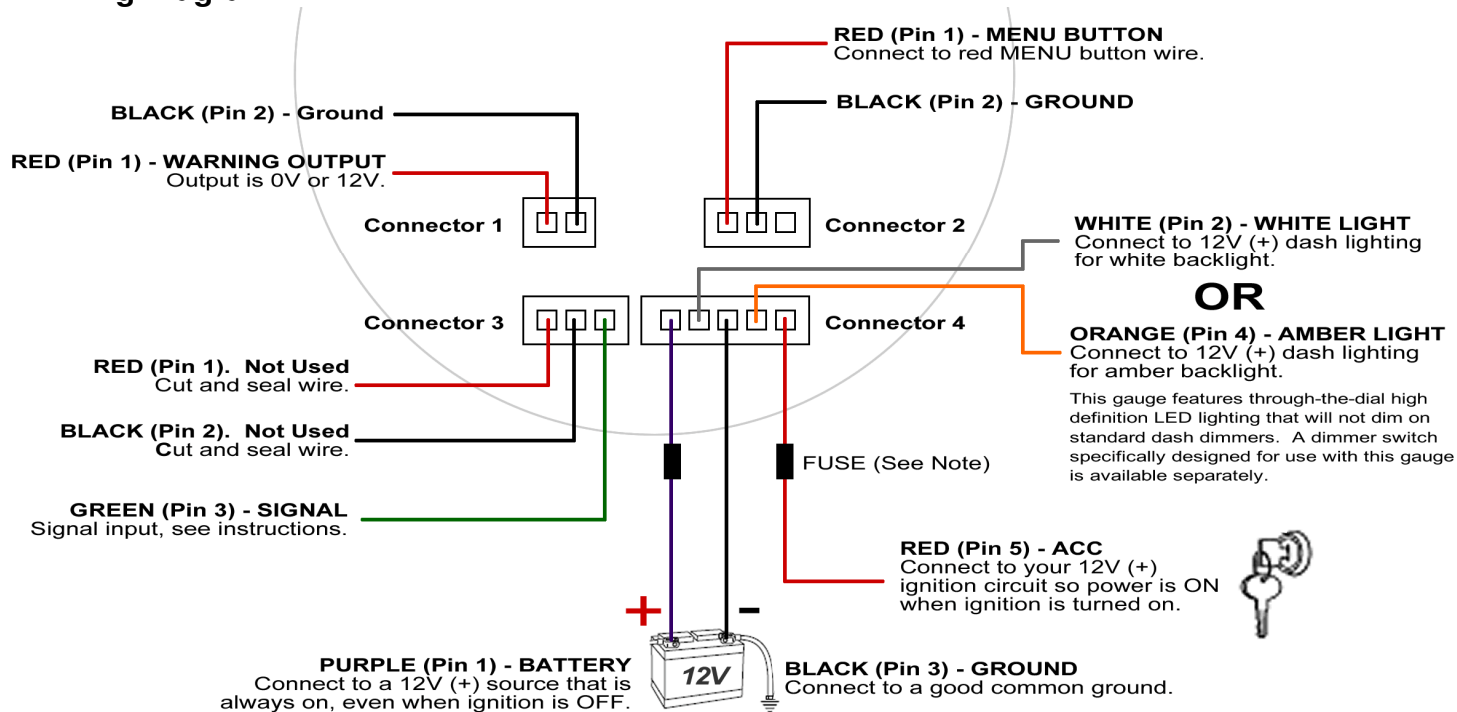 RED (Pin 1) - MENU BUTTON
Connect to red MENU button wire.
BLACK (Pin 2) - Ground
BLACK (Pin 2) - GROUND
RED (Pin 1) - WARNING OUTPUT
Output is 0V or 12V.
Connector 1
Connector 2
WHITE (Pin 2) - WHITE LIGHT
Connect to 12V (+) dash lighting
for white backlight.
OR
Connector 3
Connector 4
ORANGE (Pin 4) - AMBER LIGHT
Connect to 12V (+) dash lighting
for amber backlight.
This gauge features through-the-dial high
definition LED lighting that will not dim on
standard dash dimmers. A dimmer switch
specifically designed for use with this gauge
is available separately.
RED (Pin 1). Not Used
Cut and seal wire.
BLACK (Pin 2). Not Used
Cut and seal wire.
FUSE (See Note)
GREEN (Pin 3) - SIGNAL
Signal input, see instructions.
RED (Pin 5) - ACC
Connect to your 12V (+)
ignition circuit so power is ON
when ignition is turned on.
+ -
12V
PURPLE (Pin 1) - BATTERY
Connect to a 12V (+) source that is
always on, even when ignition is OFF.
BLACK (Pin 3) - GROUND
Connect to a good common ground.